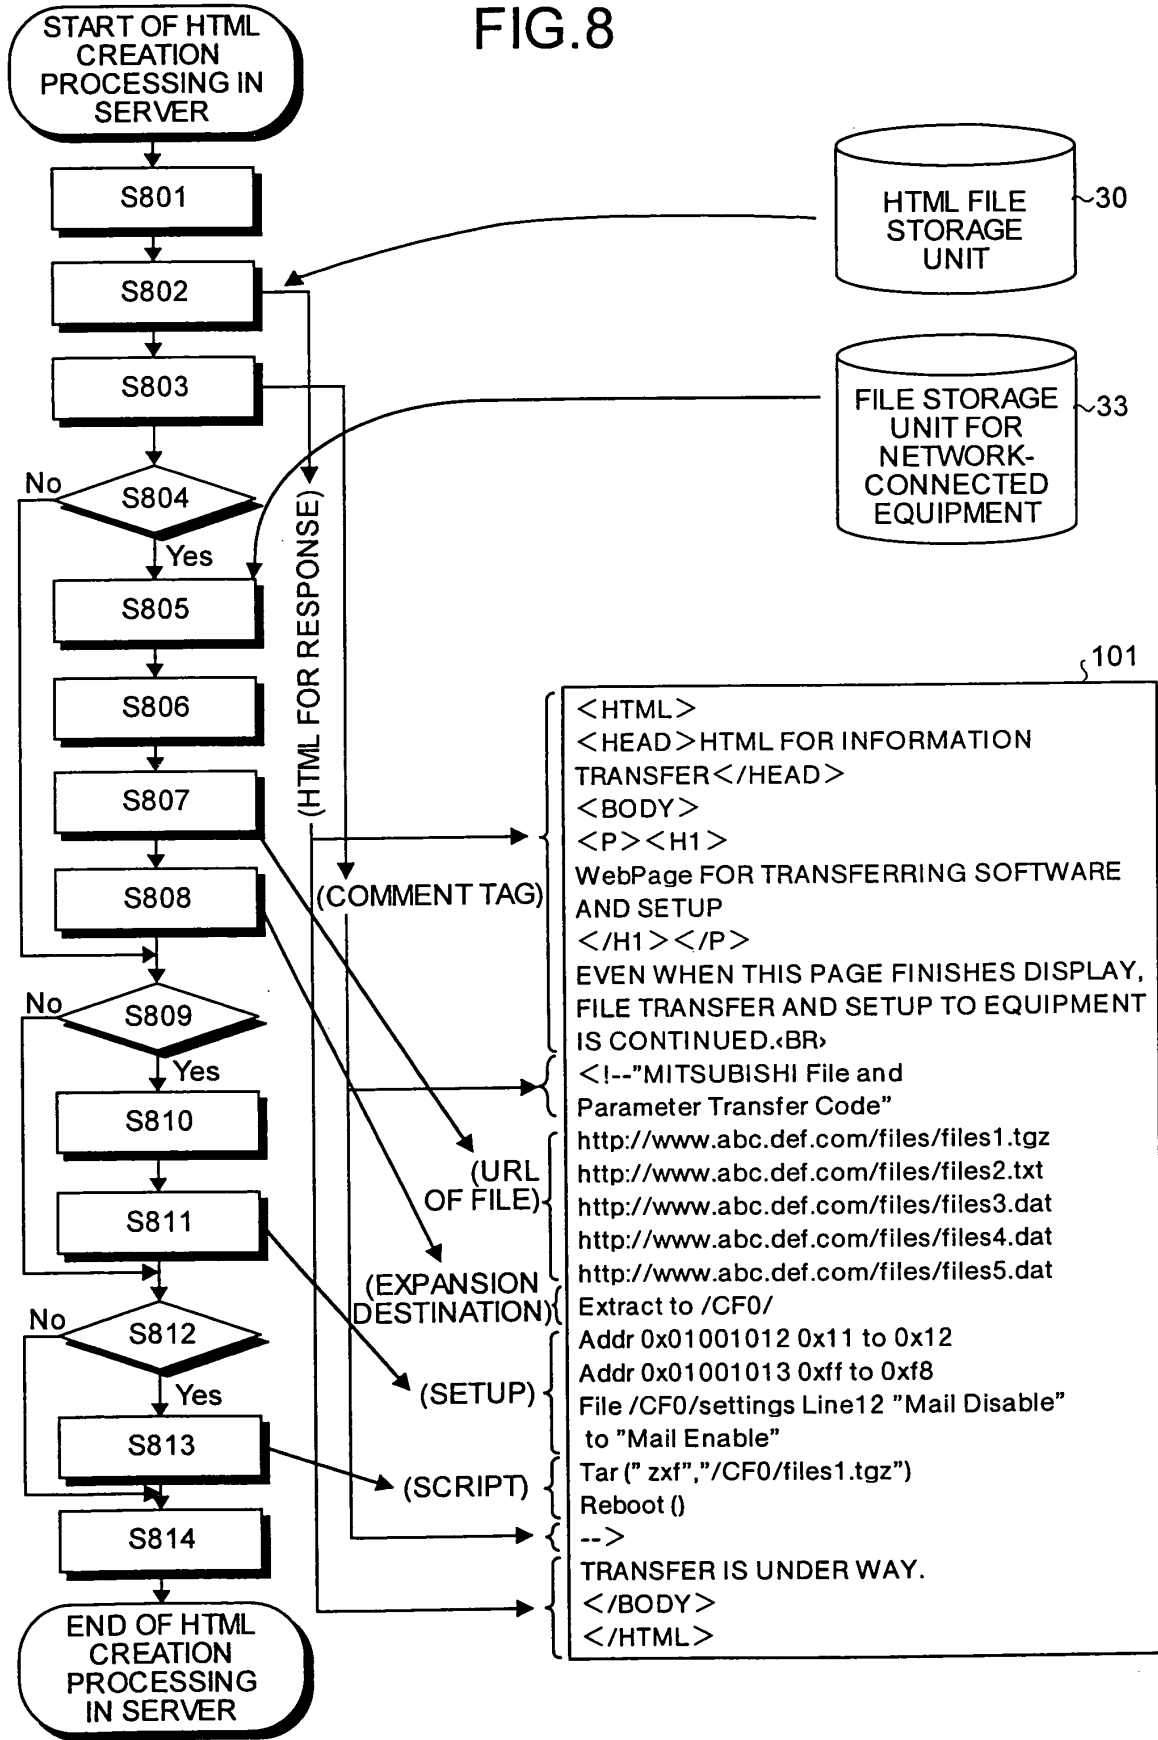 FIG.8
START OF HTML
CREATION
PROCESSING IN
SERVER
S801
S802
S803
No
S804
Yes
S805
S806
S807
S808
No
S809
Yes
S810
S811
No
S812
Yes
S813
S814
END OF HTML
CREATION
PROCESSING
IN SERVER
HTML FILE
STORAGE
UNIT
30
FILE STORAGE
UNIT FOR
NETWORK-
CONNECTED
EQUIPMENT
33
(HTML FOR RESPONSE)
(COMMENT TAG)
(URL
OF FILE)
(EXPANSION
DESTINATION)
(SETUP)
(SCRIPT)
101
<HTML>
<HEAD>HTML FOR INFORMATION
TRANSFER</HEAD>
<BODY>
<P><H1>
WebPage FOR TRANSFERRING SOFTWARE
AND SETUP
</H1></P>
EVEN WHEN THIS PAGE FINISHES DISPLAY,
FILE TRANSFER AND SETUP TO EQUIPMENT
IS CONTINUED.<BR>
<!--"MITSUBISHI File and
Parameter Transfer Code"
http://www.abc.def.com/files/files1.tgz
http://www.abc.def.com/files/files2.txt
http://www.abc.def.com/files/files3.dat
http://www.abc.def.com/files/files4.dat
http://www.abc.def.com/files/files5.dat
Extract to /CF0/
Addr 0x01001012 0x11 to 0x12
Addr 0x01001013 0xff to 0xf8
File /CF0/settings Line12 "Mail Disable"
to "Mail Enable"
Tar (" zxf","/CF0/files1.tgz")
Reboot ()
-->
TRANSFER IS UNDER WAY.
</BODY>
</HTML>